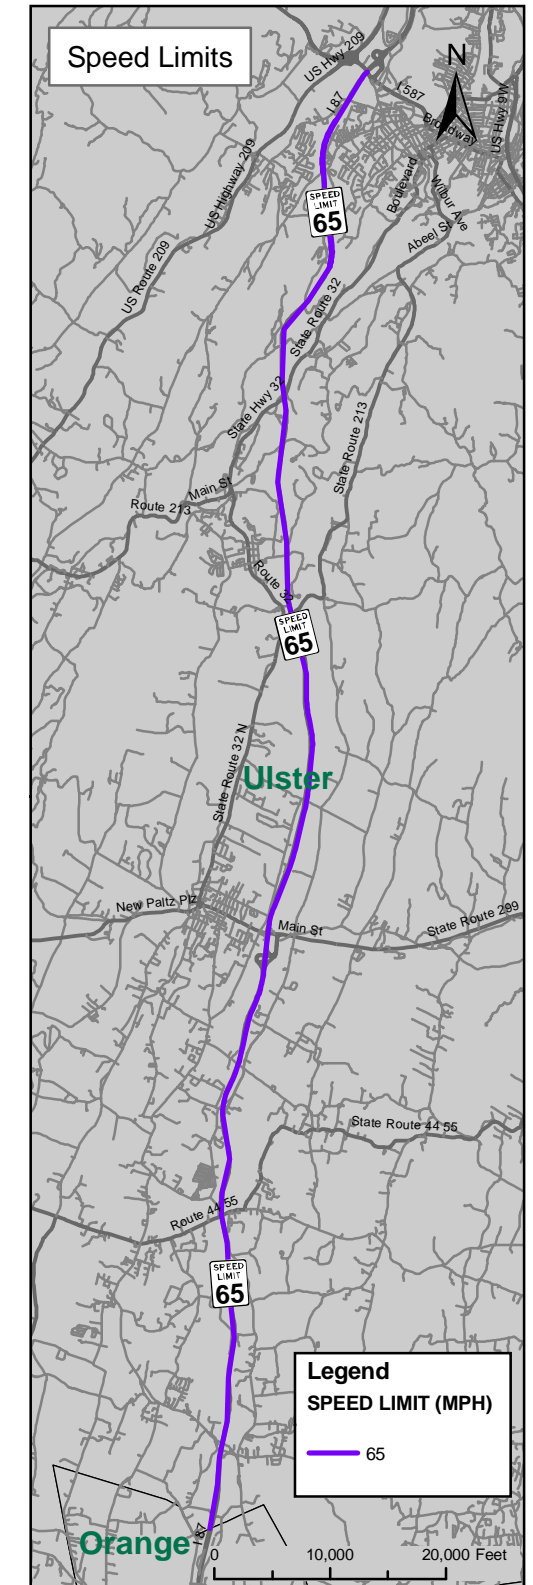 Speed Limits
US Hwy 209
N
I 87
I 587
Broadway
US Hwy 9 W
US Highway 209
Boulevard
Wilbur Ave
SPEED
LIMIT
65
Abeel St
US Route 209
State Route 32
State Hwy 32
State Route 213
Main St
Route 213
Route 32
SPEED
LIMIT
65
State Route 32 N
Ulster
New Paltz Plz
Main St
State Route 299
State Route 44 55
Route 44 55
SPEED
LIMIT
65
Legend
SPEED LIMIT (MPH)
65
Orange
I 87
0 10,000 20,000 Feet